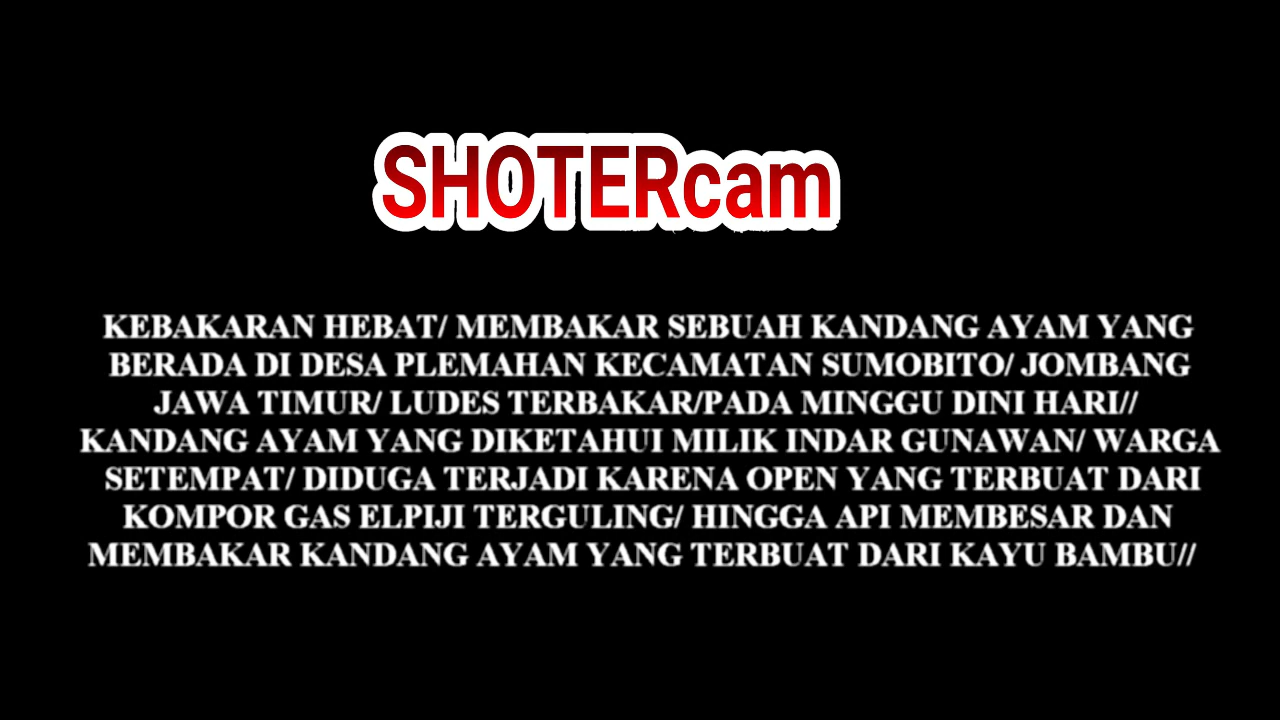 SHOTERcam
KEBAKARAN HEBAT/ MEMBAKAR SEBUAH KANDANG AYAM YANG
BERADA DI DESA PLEMAHAN KECAMATAN SUMOBITO/ JOMBANG
JAWA TIMUR/ LUDES TERBAKAR/PADA MINGGU DINI HARI//
KANDANG AYAM YANG DIKETAHUI MILIK INDAR GUNAWAN/ WARGA
SETEMPAT/ DIDUGA TERJADI KARENA OPEN YANG TERBUAT DARI
KOMPOR GAS ELPIJI TERGULING/ HINGGA API MEMBESAR DAN
MEMBAKAR KANDANG AYAM YANG TERBUAT DARI KAYU BAMBU//